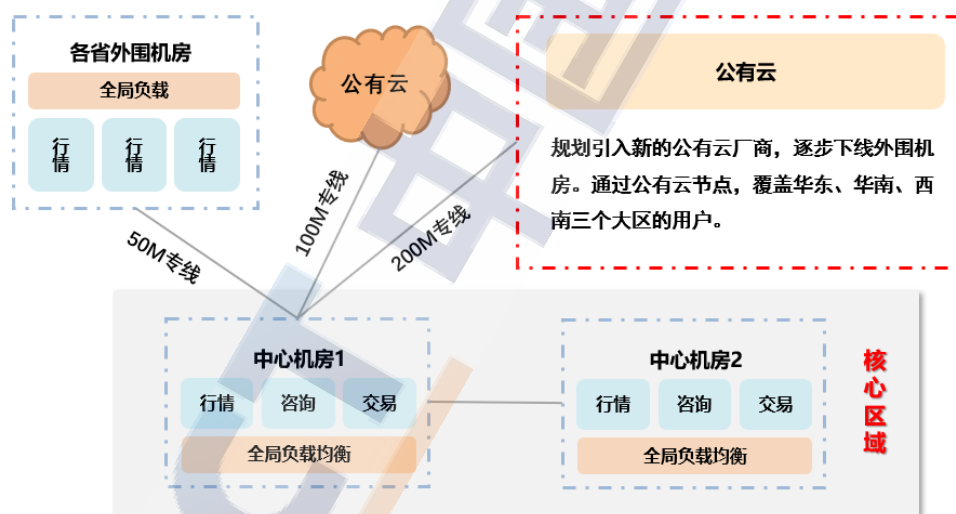 各省外围机房
全局负载
行情
行情
行情
公有云
公有云
规划引入新的公有云厂商，逐步下线外围机
房。通过公有云节点，覆盖华东、华南、西
南三个大区的用户。
50M专线
100M专线
200M专线
中心机房1
行情
咨询
交易
全局负载均衡
中心机房2
行情
咨询
交易
全局负载均衡
核心区域